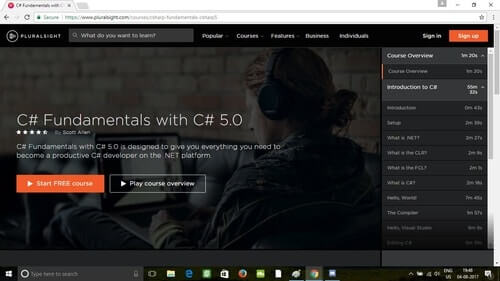 C# Fundamentals with C#
Secure | https://www.pluralsight.com/courses/csharp-fundamentals-csharp5
PLURALSIGHT
What do you want to learn?
Popular Courses Features Business Individuals
Sign in Sign up
C# Fundamentals with C# 5.0
By Scott Allen
C# Fundamentals with C# 5.0 is designed to give you everything you need to
become a productive C# developer on the .NET platform.
Start FREE course Play course overview
Course Overview 1m 20s
Course Overview 1m 20s
Introduction to C# 55m
32s
Introduction 0m 43s
Setup 2m 39s
What is .NET? 2m 27s
What is the CLR? 2m 9s
What is the FCL? 2m 1s
What is C#? 2m 18s
Hello, World! 7m 45s
The Compiler 1m 57s
Hello, Visual Studio
Editing C#
Type here to search
ENG 19:45
04-08-2017